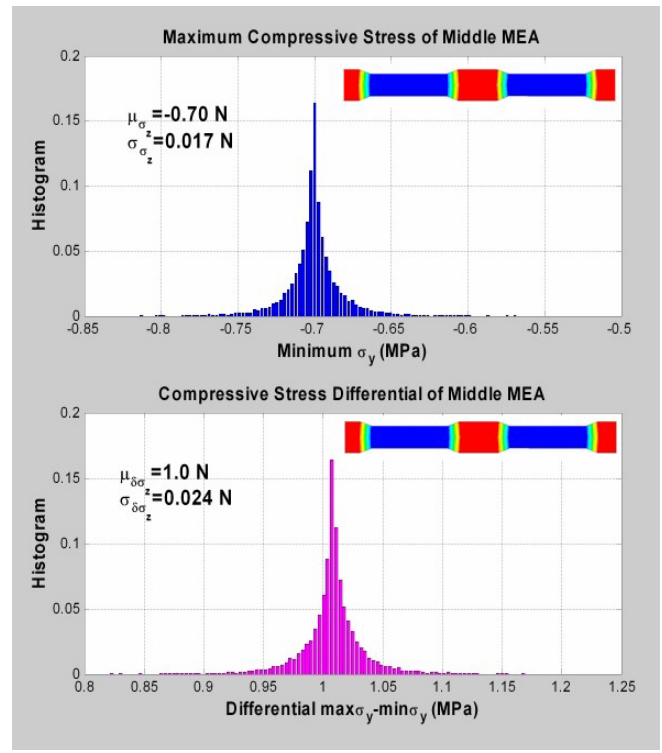 Maximum Compressive Stress of Middle MEA
0.2
0.15
0.1
0.05
0
Histogram
μσz=-0.70 N
σσz=0.017 N
-0.85 -0.8 -0.75 -0.7 -0.65 -0.6 -0.55 -0.5
Minimum σy (MPa)
Compressive Stress Differential of Middle MEA
0.2
0.15
0.1
0.05
0
Histogram
μδσz=1.0 N
σδσz=0.024 N
0.8 0.85 0.9 0.95 1 1.05 1.1 1.15 1.2 1.25
Differential maxσy-minσy (MPa)